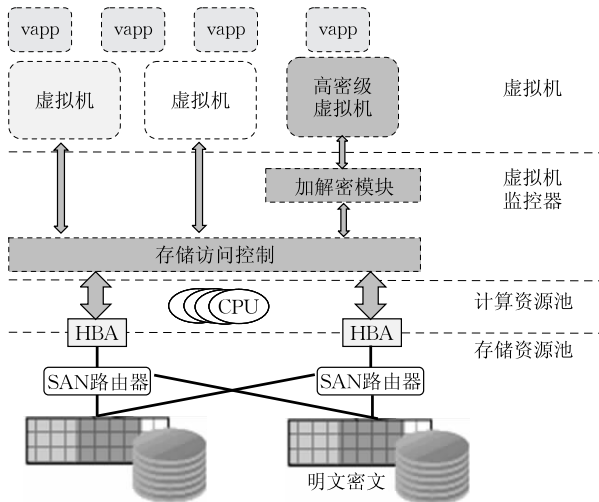 vapp
vapp
vapp
vapp
虚拟机
虚拟机
高密级
虚拟机
虚拟机
加解密模块
虚拟机
监控器
存储访问控制
CPU
计算资源池
HBA
HBA
存储资源池
SAN路由器
SAN路由器
明文密文